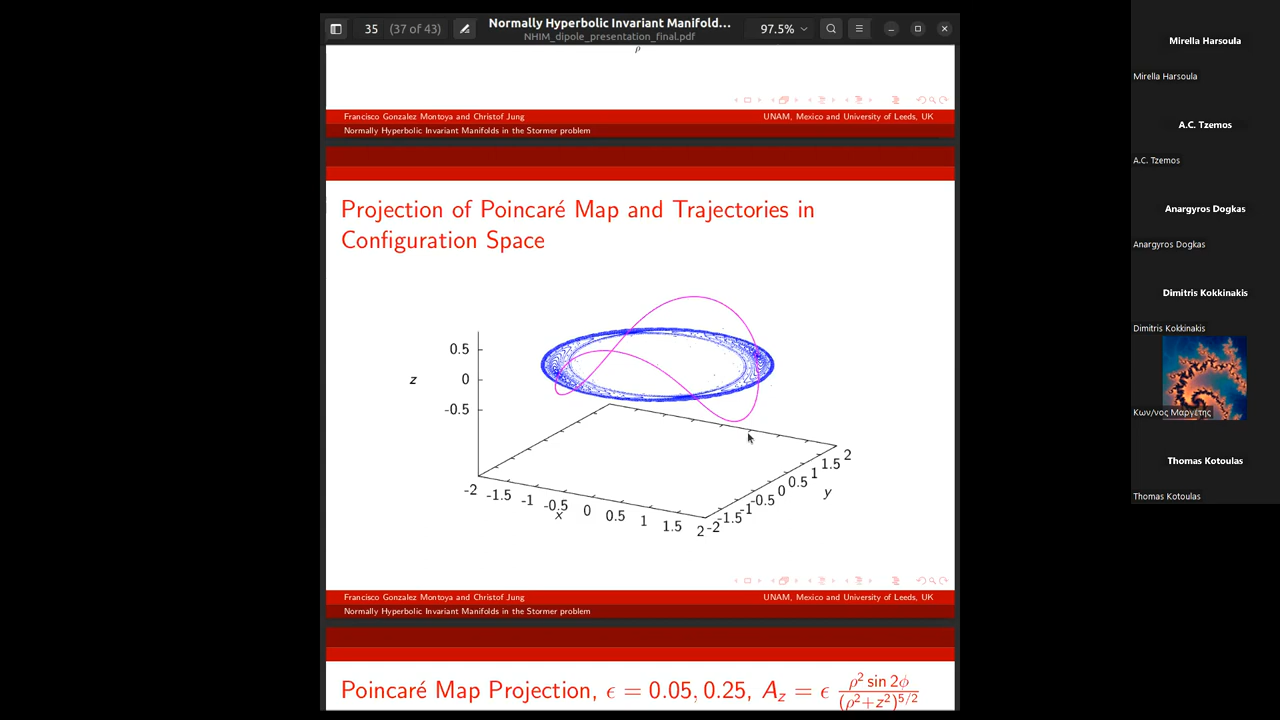 35
(37 of 43)
Normally Hyperbolic Invariant Manifold…
NHIM_dipole_presentation_final.pdf
97.5%
ρ
Francisco Gonzalez Montoya and Christof Jung
UNAM, Mexico and University of Leeds, UK
Normally Hyperbolic Invariant Manifolds in the Stormer problem
Projection of Poincaré Map and Trajectories in
Configuration Space
0.5
z
0
-0.5
-2
-1.5
-1
-0.5
0
0.5
1
1.5
2
x
-2
-1.5
-1
-0.5
0
0.5
1
1.5
2
y
Francisco Gonzalez Montoya and Christof Jung
UNAM, Mexico and University of Leeds, UK
Normally Hyperbolic Invariant Manifolds in the Stormer problem
Poincaré Map Projection, ϵ = 0.05, 0.25, A_z = ϵ ρ² sin 2ϕ / (ρ²+z²)^{5/2}
Mirella Harsoula
Mirella Harsoula
A.C. Tzemos
A.C. Tzemos
Anargyros Dogkas
Anargyros Dogkas
Dimitris Kokkinakis
Dimitris Kokkinakis
Κων/νος Μαργέτης
Thomas Kotoulas
Thomas Kotoulas